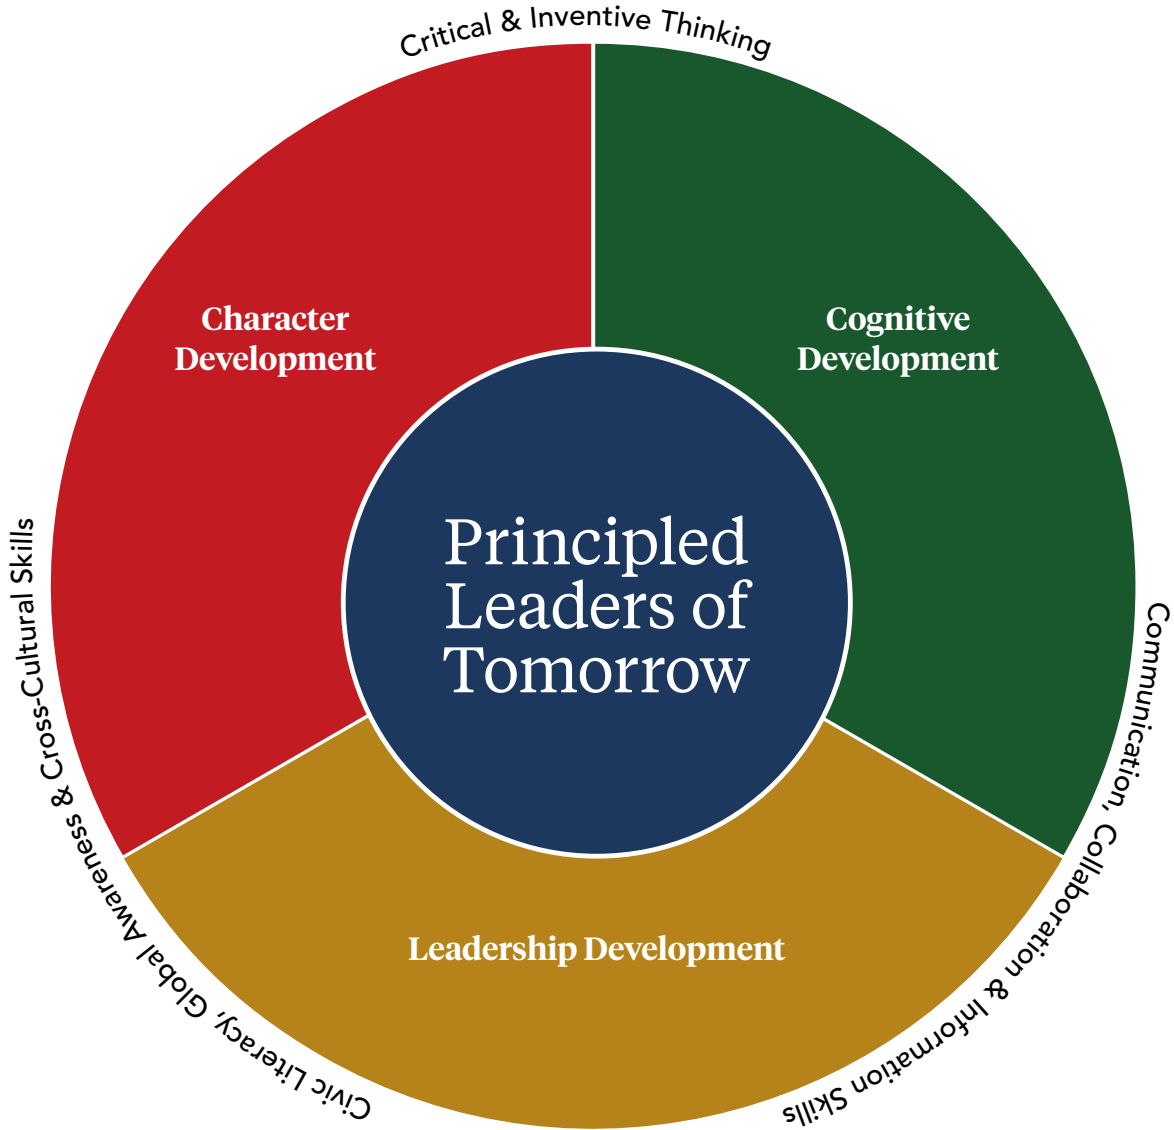 Critical & Inventive Thinking
Character
Development
Cognitive
Development
Principled
Leaders of
Tomorrow
Leadership Development
Communication, Collaboration & Information Skills
Civic Literacy, Global Awareness & Cross-Cultural Skills